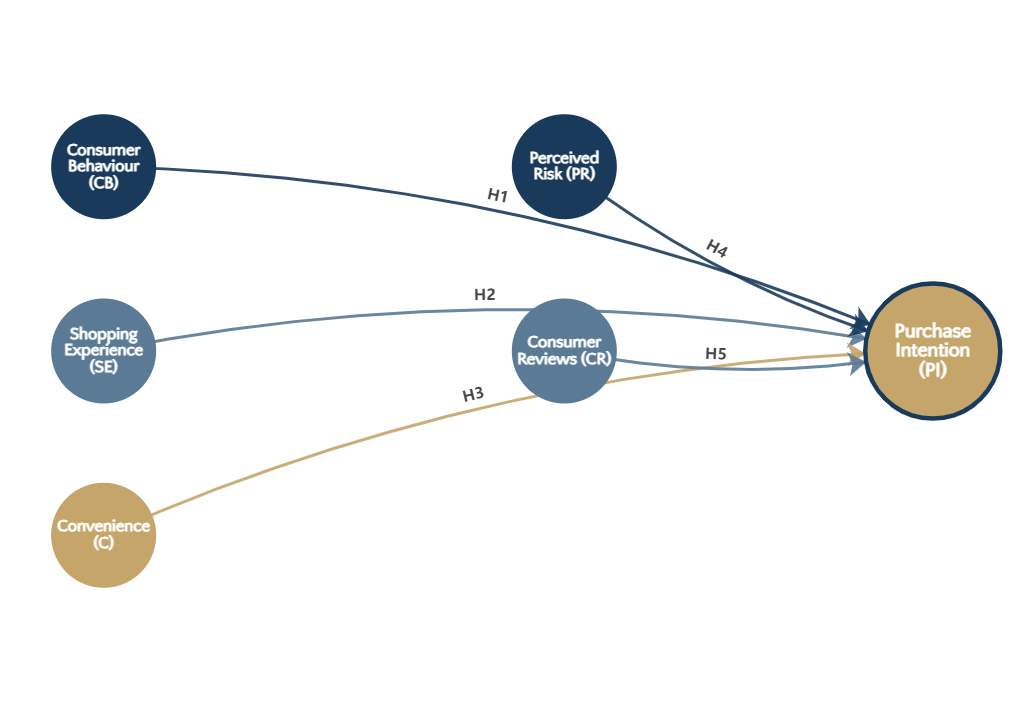 Consumer
Behaviour
(CB)
Perceived
Risk (PR)
H1
H4
Shopping
Experience
(SE)
H2
Consumer
Reviews (CR)
H5
Purchase
Intention
(PI)
H3
Convenience
(C)